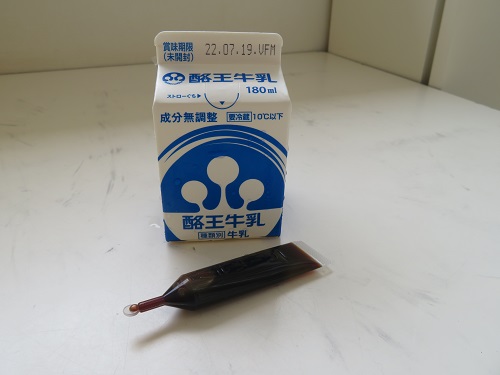 賞味期限
(未開封)
22.07.19.VFM
酪王牛乳
180ml
ストローぐち▶
成分無調整 要冷蔵 10℃以下
酪王牛乳
種類別 牛乳